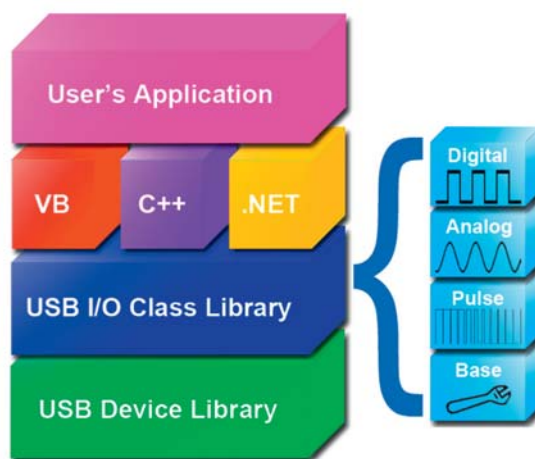 User's Application
VB
C++
.NET
USB I/O Class Library
USB Device Library
Digital
Analog
Pulse
Base